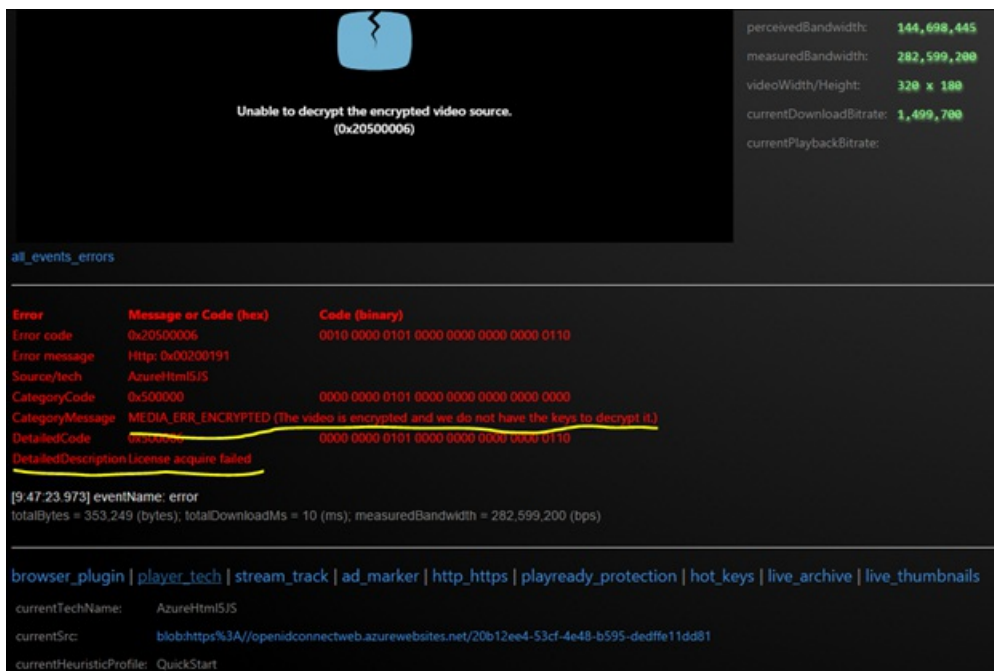 perceivedBandwidth: 144,698,445
measuredBandwidth: 282,599,200
videoWidth/Height: 320 x 180
currentDownloadBitrate: 1,499,700
currentPlaybackBitrate:
Unable to decrypt the encrypted video source.
(0x20500006)
all_events_errors
Error Message or Code (hex) Code (binary)
Error code 0x20500006 0010 0000 0101 0000 0000 0000 0000 0110
Error message Http: 0x00200191
Source/tech AzureHtml5JS
CategoryCode 0x500000 0000 0000 0101 0000 0000 0000 0000 0000
CategoryMessage MEDIA_ERR_ENCRYPTED (The video is encrypted and we do not have the keys to decrypt it.)
DetailedCode 0x500006 0000 0000 0101 0000 0000 0000 0000 0110
DetailedDescription License acquire failed
[9:47:23.973] eventName: error
totalBytes = 353,249 (bytes); totalDownloadMs = 10 (ms); measuredBandwidth = 282,599,200 (bps)
browser_plugin | player_tech | stream_track | ad_marker | http_https | playready_protection | hot_keys | live_archive | live_thumbnails
currentTechName: AzureHtml5JS
currentSrc: blob:https%3A//openidconnectweb.azurewebsites.net/20b12ee4-53cf-4e48-b595-dedffe11dd81
currentHeuristicProfile: QuickStart